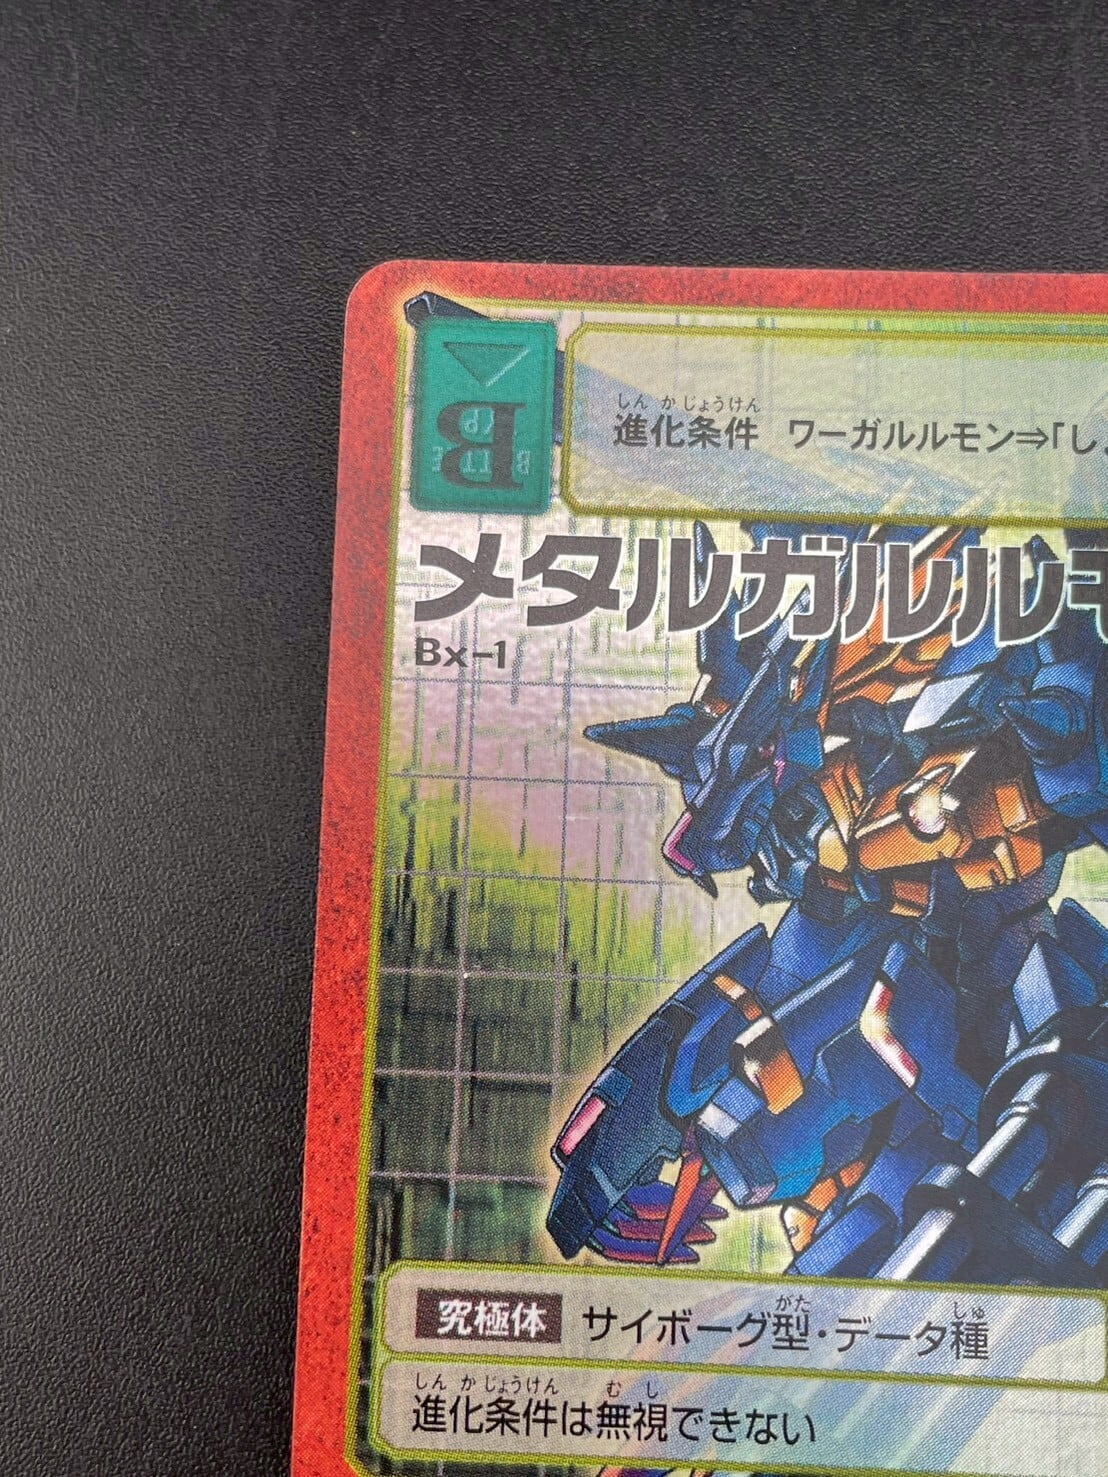 しん か じょうけん
進化条件 ワーガルルモン⇒「し
B
メタルガルルモ
Bx-1
究極体 サイボーグ型・データ種
がた しゅ
しん か じょうけん む し
進化条件は無視できない